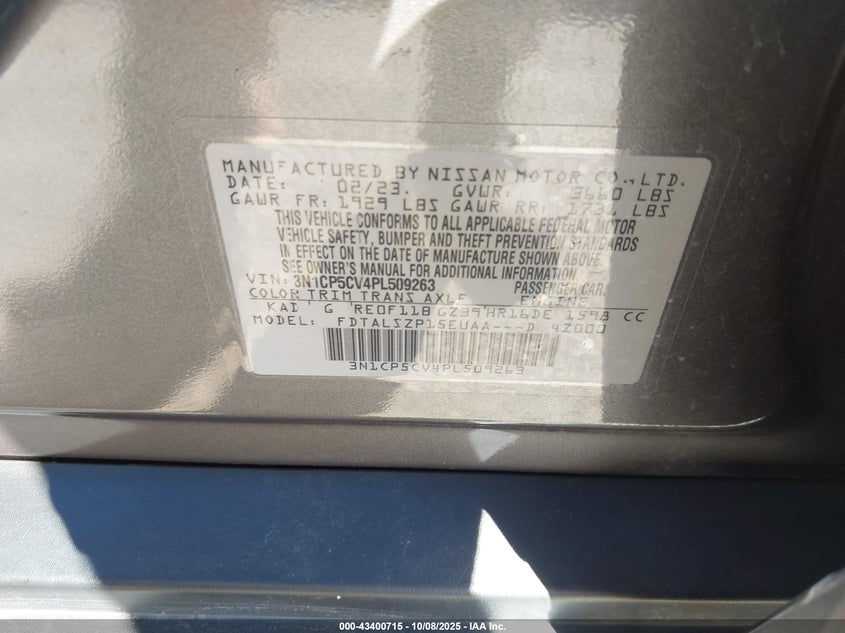 MANUFACTURED BY NISSAN MOTOR CO., LTD.
DATE: 02/23. GVWR: 3660 LBS
GAWR FR: 1929 LBS GAWR RR: 1731 LBS
THIS VEHICLE CONFORMS TO ALL APPLICABLE FEDERAL MOTOR
VEHICLE SAFETY, BUMPER AND THEFT PREVENTION STANDARDS
IN EFFECT ON THE DATE OF MANUFACTURE SHOWN ABOVE.
SEE OWNER'S MANUAL FOR ADDITIONAL INFORMATION.
VIN: 3N1CP5CV4PL509263 PASSENGER CAR
COLOR TRIM TRANS AXLE ENGINE
KAD G RE0F11B GZ39 HR16DE 1598 CC
MODEL: FDTALSZP15EUAA---D 4Z000
3N1CP5CV4PL509263
000-43400715 - 10/08/2025 - IAA Inc.